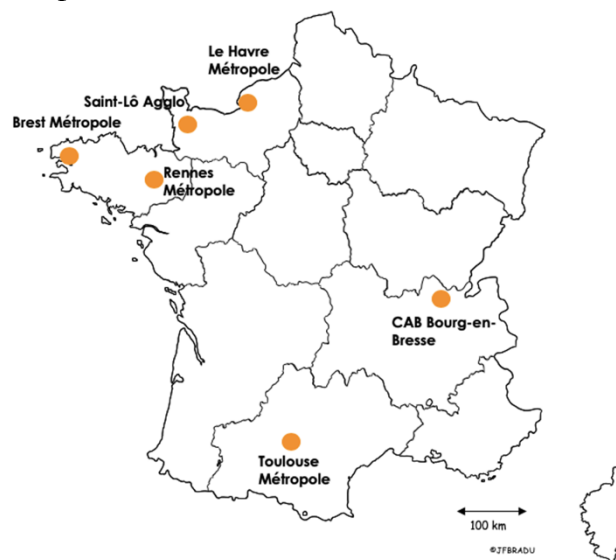 Le Havre
Métropole
Saint-Lô Agglo
Brest Métropole
Rennes
Métropole
CAB Bourg-en-
Bresse
Toulouse
Métropole
100 km
©JFBRADU